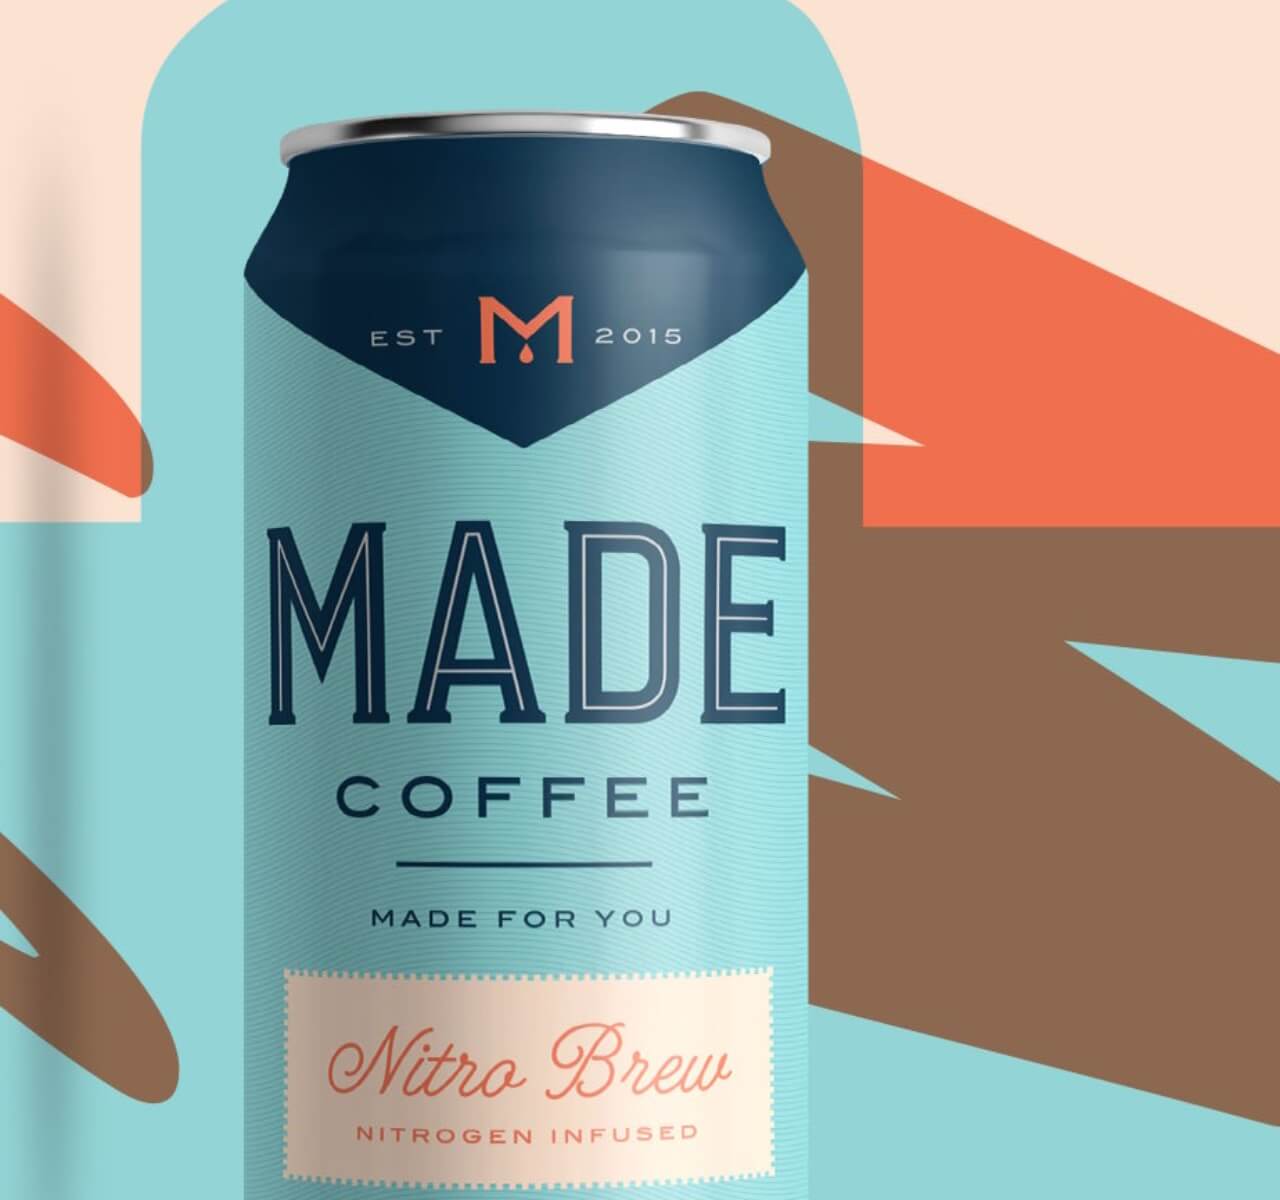 EST M 2015
MADE
COFFEE
MADE FOR YOU
Nitro Brew
NITROGEN INFUSED